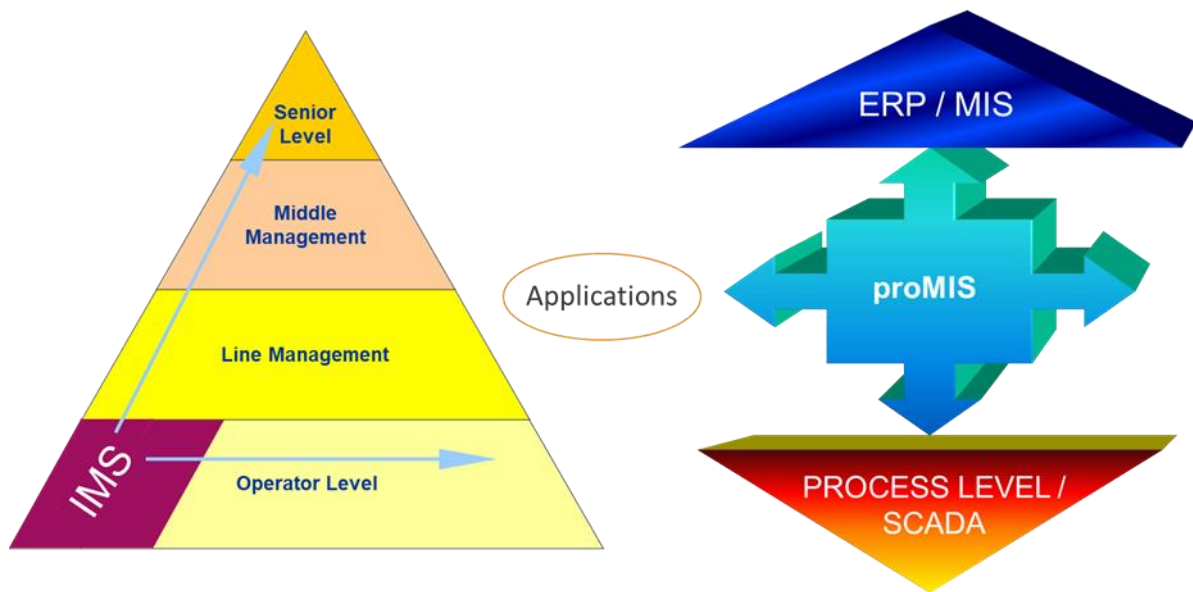 Senior
Level
Middle
Management
Line Management
IMS
Operator Level
Applications
ERP / MIS
proMIS
PROCESS LEVEL /
SCADA